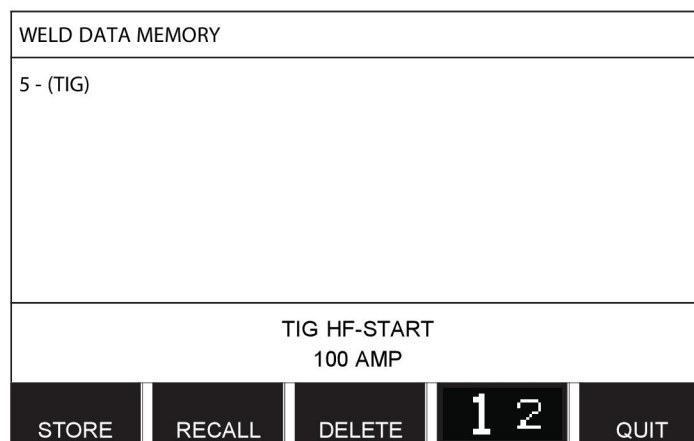 WELD DATA MEMORY
5 - (TIG)
TIG HF-START
100 AMP
STORE RECALL DELETE 1 2 QUIT